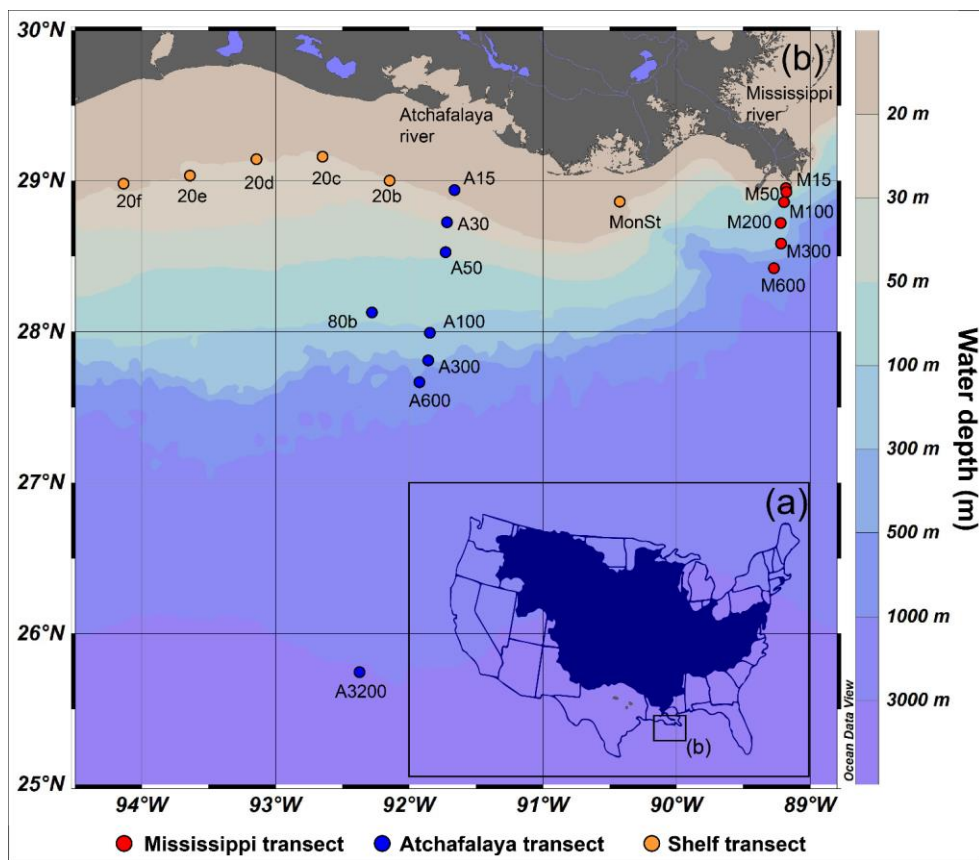 30°N
29°N
28°N
27°N
26°N
25°N
94°W
93°W
92°W
91°W
90°W
89°W
(b)
Atchafalaya
river
Mississippi
river
20f
20e
20d
20c
20b
A15
A30
A50
80b
A100
A300
A600
A3200
MonSt
M15
M50
M100
M200
M300
M600
(a)
(b)
20 m
30 m
50 m
100 m
300 m
500 m
1000 m
3000 m
Water depth (m)
Ocean Data View
Mississippi transect
Atchafalaya transect
Shelf transect